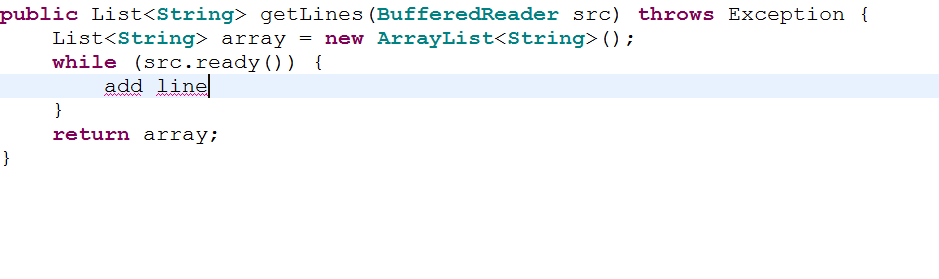 public List<String> getLines(BufferedReader src) throws Exception {
    List<String> array = new ArrayList<String>();
    while (src.ready()) {
        add line
    }
    return array;
}